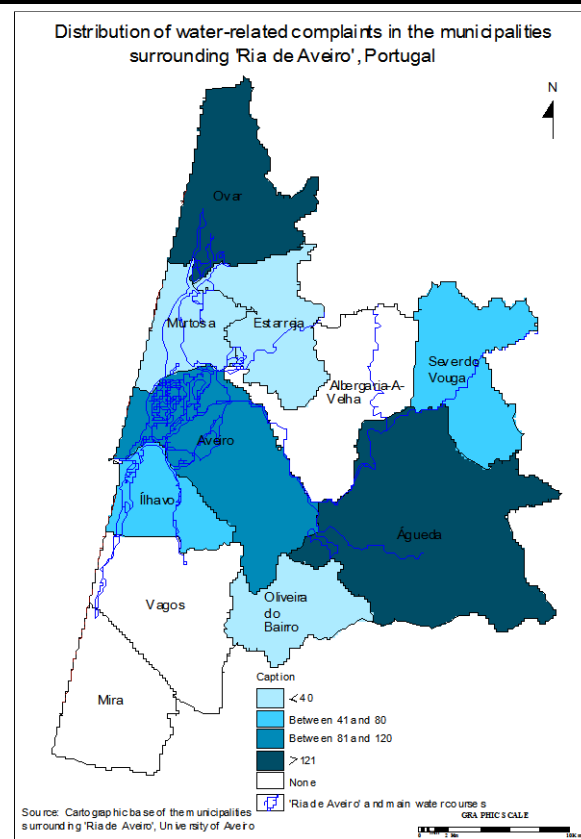 Distribution of water-related complaints in the municipalities
surrounding 'Ria de Aveiro', Portugal
N
Ovar
Murtosa
Estarreja
Sever do
Vouga
Albergaria-A-
Velha
Aveiro
Ílhavo
Águeda
Vagos
Oliveira
do
Bairro
Mira
Caption
<40
Between 41 and 80
Between 81 and 120
>121
None
'Ria de Aveiro' and main water courses
Source: Cartographic base of the municipalities
surrounding 'Ria de Aveiro', University of Aveiro
GRAPHIC SCALE